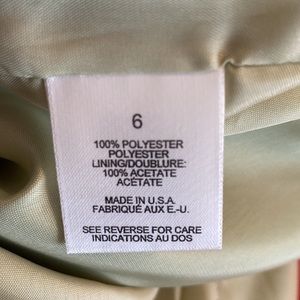 6
100% POLYESTER
POLYESTER
LINING/DOUBLURE:
100% ACETATE
ACÉTATE
MADE IN U.S.A.
FABRIQUÉ AUX E.-U.
SEE REVERSE FOR CARE
INDICATIONS AU DOS